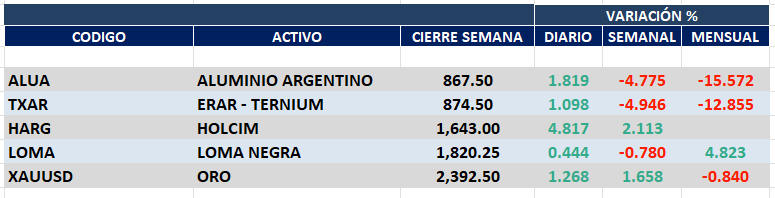 VARIACIÓN %
CODIGO ACTIVO CIERRE SEMANA DIARIO SEMANAL MENSUAL
ALUA ALUMINIO ARGENTINO 867.50 1.819 -4.775 -15.572
TXAR ERAR - TERNIUM 874.50 1.098 -4.946 -12.855
HARG HOLCIM 1,643.00 4.817 2.113
LOMA LOMA NEGRA 1,820.25 0.444 -0.780 4.823
XAUUSD ORO 2,392.50 1.268 1.658 -0.840